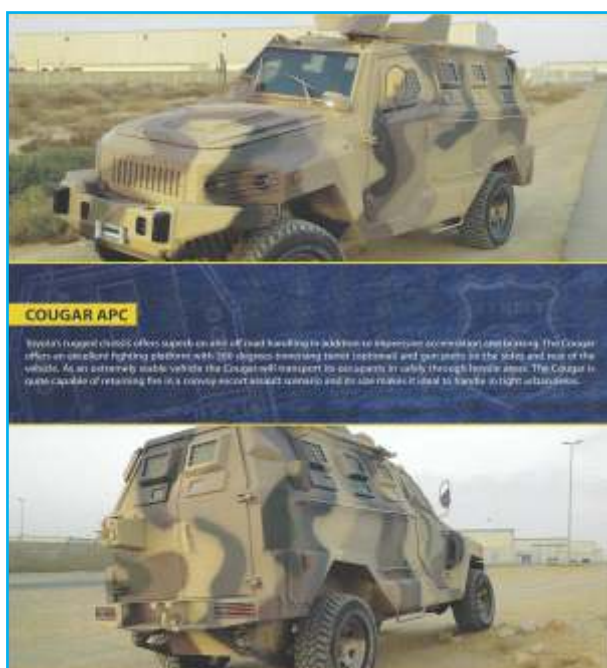 COUGAR APC
Toyota's rugged chassis offers superb on and off road handling in addition to impressive acceleration and braking. The Cougar
offers an excellent fighting platform with 360 degrees traversing turret (optional) and gun ports on the sides and rear of the
vehicle. As an extremely stable vehicle the Cougar will transport its occupants in safety through hostile areas. The Cougar is
quite capable of returning fire in a convoy escort assault scenario and its size makes it ideal to handle in tight urban areas.